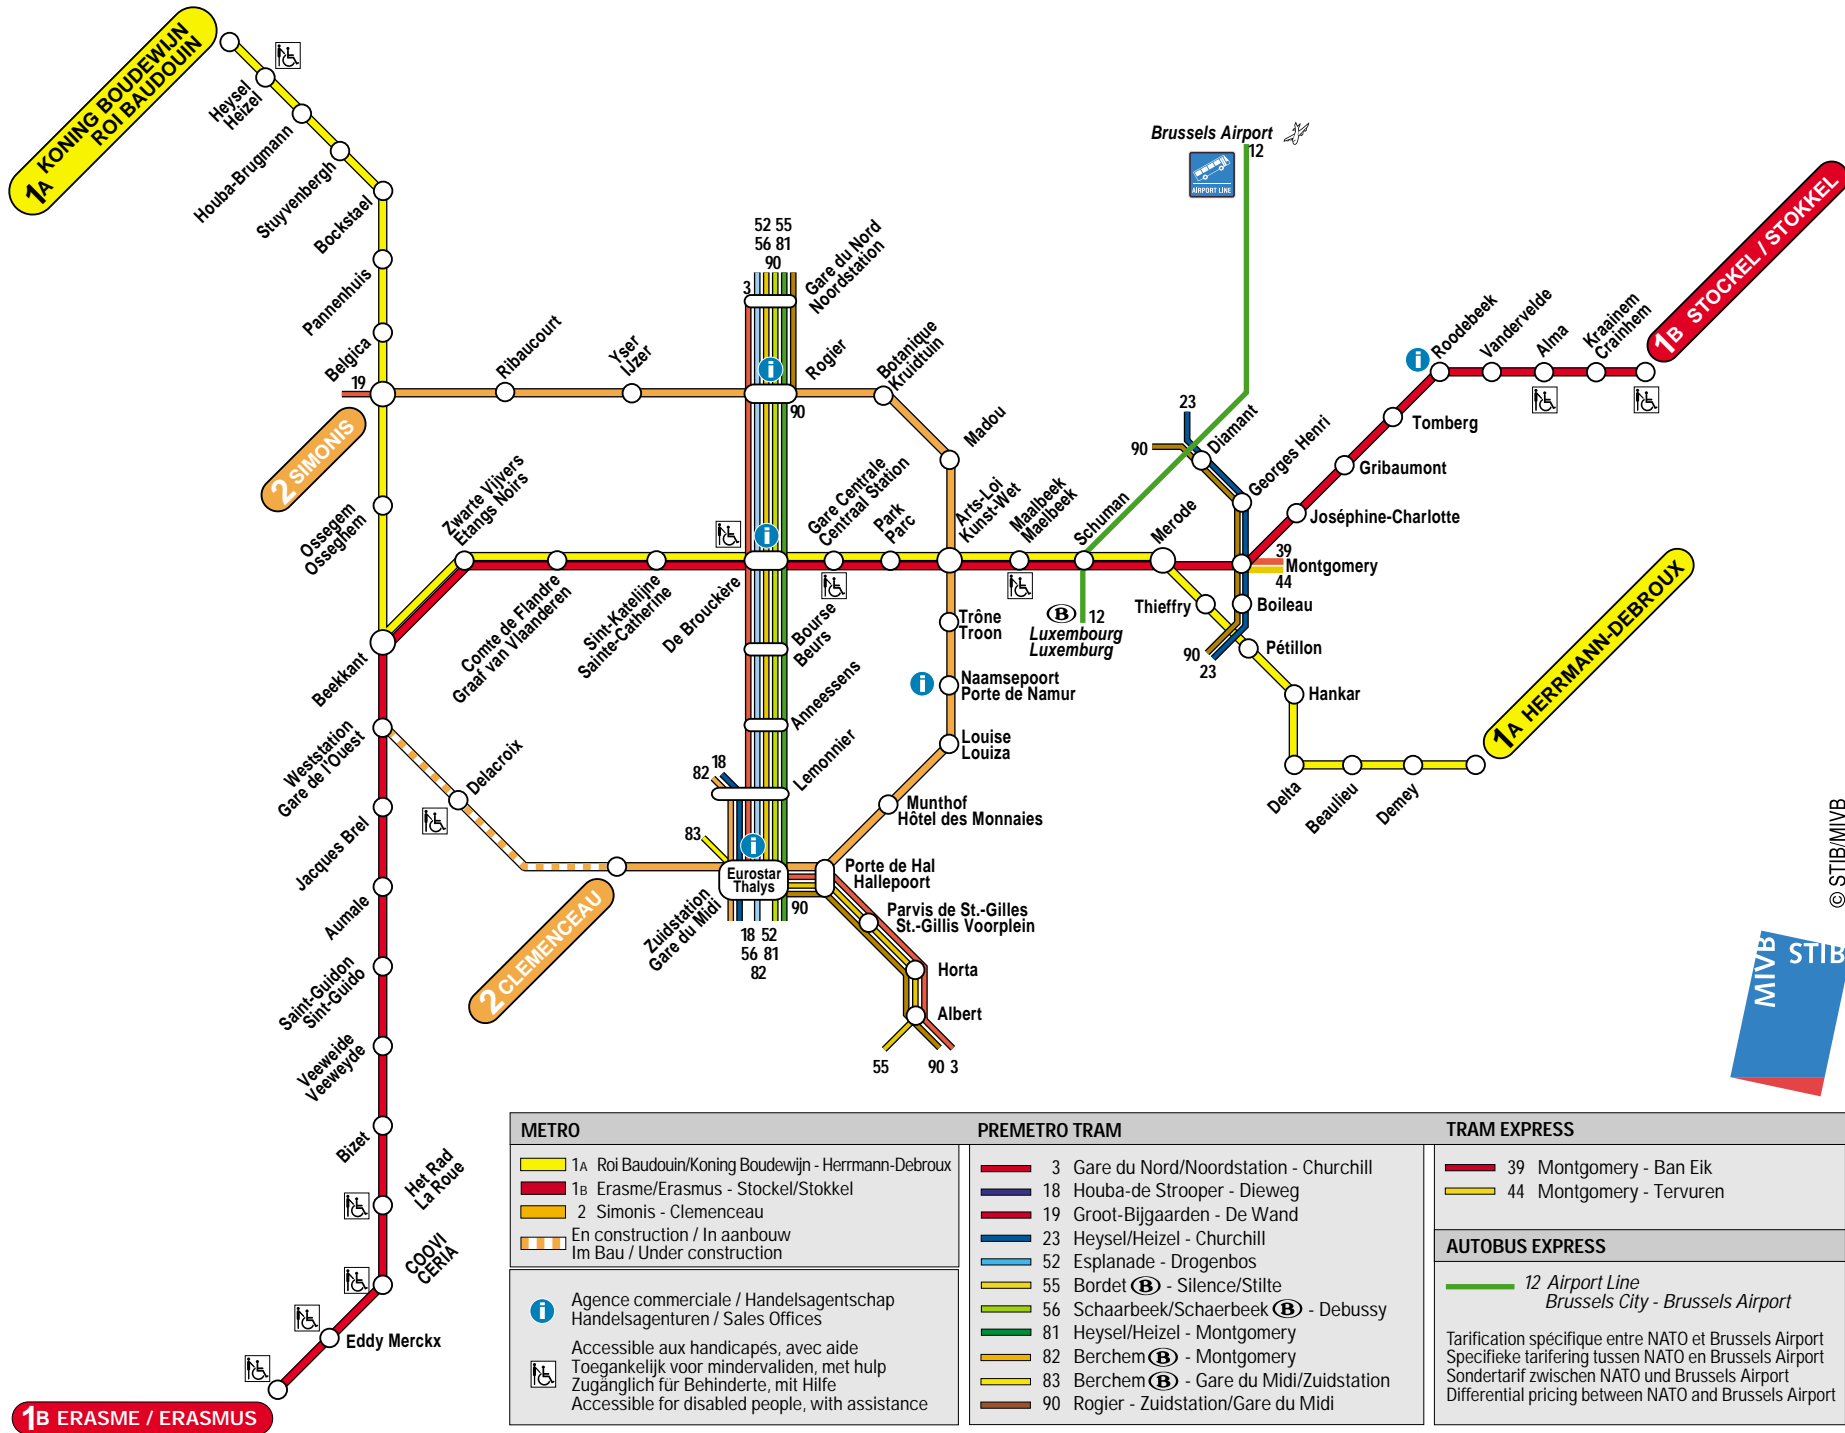 1A KONING BOUDEWIJN
ROI BAUDOUIN
Heysel
Heizel
Houba-Brugmann
Stuyvenbergh
Bockstael
Pannenhuis
Belgica
19
2 SIMONIS
Ossegem
Osseghem
Zwarte Vijvers
Etangs Noirs
Beekkant
Comte de Flandre
Graaf van Vlaanderen
Sint-Katelijne
Sainte-Catherine
De Brouckère
Ribaucourt
Yser
IJzer
52 55
56 81
90
3
Gare du Nord
Noordstation
Rogier
90
Botanique
Kruidtuin
Madou
Gare Centrale
Centraal Station
Park
Parc
Arts-Loi
Kunst-Wet
Maalbeek
Maelbeek
Schuman
Merode
Brussels Airport
12
AIRPORT LINE
B 12
Luxembourg
Luxemburg
23
90
Diamant
Georges Henri
39
Montgomery
44
Boileau
Thieffry
90
23
Pétillon
Hankar
Delta
Beaulieu
Demey
1A HERRMANN-DEBROUX
Joséphine-Charlotte
Gribaumont
Tomberg
Roodebeek
Vandervelde
Alma
Kraainem
Crainhem
1B STOCKEL / STOKKEL
Trône
Troon
Naamsepoort
Porte de Namur
Louise
Louiza
Munthof
Hôtel des Monnaies
Porte de Hal
Hallepoort
Parvis de St.-Gilles
St.-Gillis Voorplein
Horta
Albert
55
90 3
Bourse
Beurs
Anneessens
Lemonnier
82 18
83
Eurostar
Thalys
90
Zuidstation
Gare du Midi
18 52
56 81
82
2 CLEMENCEAU
Delacroix
Weststation
Gare de l'Ouest
Jacques Brel
Aumale
Saint-Guidon
Sint-Guido
Veeweide
Veeweyde
Bizet
Het Rad
La Roue
COOVI
CERIA
Eddy Merckx
1B ERASME / ERASMUS
© STIB/MIVB
MIVB STIB
METRO
1A Roi Baudouin/Koning Boudewijn - Herrmann-Debroux
1B Erasme/Erasmus - Stockel/Stokkel
2 Simonis - Clemenceau
En construction / In aanbouw
Im Bau / Under construction
Agence commerciale / Handelsagentschap
Handelsagenturen / Sales Offices
Accessible aux handicapés, avec aide
Toegankelijk voor mindervaliden, met hulp
Zugänglich für Behinderte, mit Hilfe
Accessible for disabled people, with assistance
PREMETRO TRAM
3 Gare du Nord/Noordstation - Churchill
18 Houba-de Strooper - Dieweg
19 Groot-Bijgaarden - De Wand
23 Heysel/Heizel - Churchill
52 Esplanade - Drogenbos
55 Bordet B - Silence/Stilte
56 Schaarbeek/Schaerbeek B - Debussy
81 Heysel/Heizel - Montgomery
82 Berchem B - Montgomery
83 Berchem B - Gare du Midi/Zuidstation
90 Rogier - Zuidstation/Gare du Midi
TRAM EXPRESS
39 Montgomery - Ban Eik
44 Montgomery - Tervuren
AUTOBUS EXPRESS
12 Airport Line
Brussels City - Brussels Airport
Tarification spécifique entre NATO et Brussels Airport
Specifieke tarifering tussen NATO en Brussels Airport
Sondertarif zwischen NATO und Brussels Airport
Differential pricing between NATO and Brussels Airport